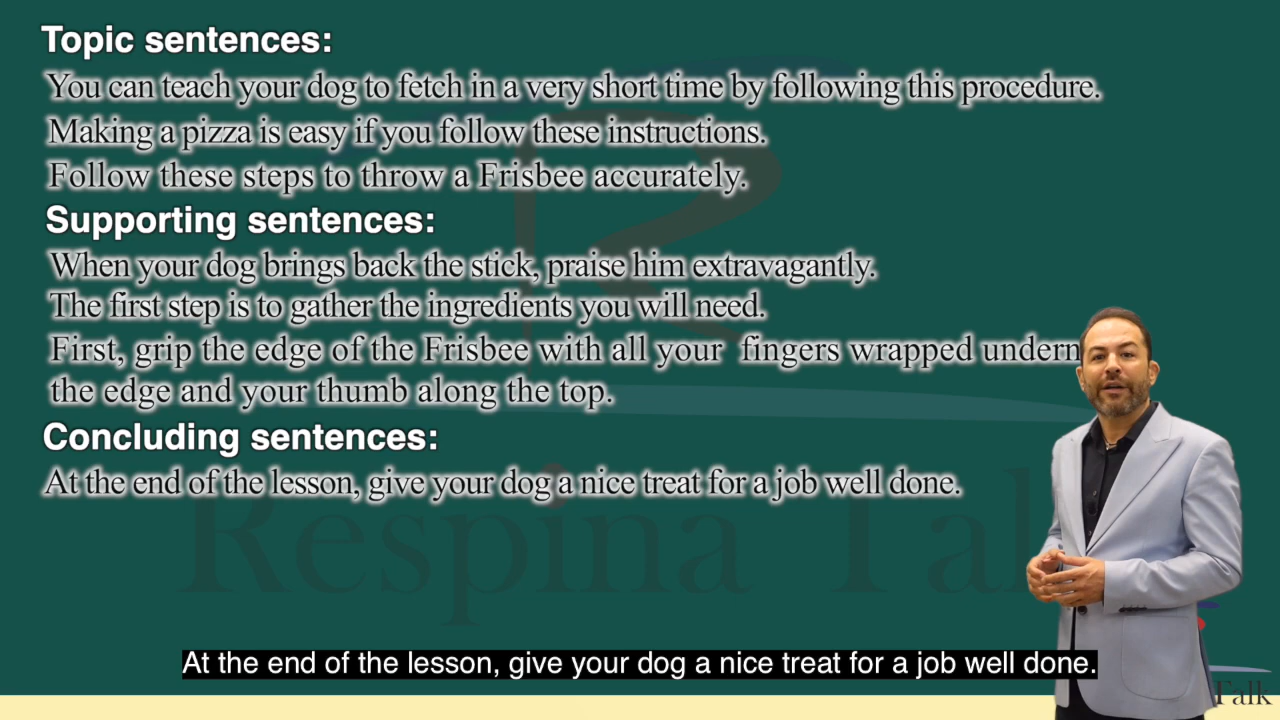 Topic sentences:
You can teach your dog to fetch in a very short time by following this procedure.
Making a pizza is easy if you follow these instructions.
Follow these steps to throw a Frisbee accurately.
Supporting sentences:
When your dog brings back the stick, praise him extravagantly.
The first step is to gather the ingredients you will need.
First, grip the edge of the Frisbee with all your fingers wrapped undern
the edge and your thumb along the top.
Concluding sentences:
At the end of the lesson, give your dog a nice treat for a job well done.
Respina Tal
At the end of the lesson, give your dog a nice treat for a job well done.
Talk